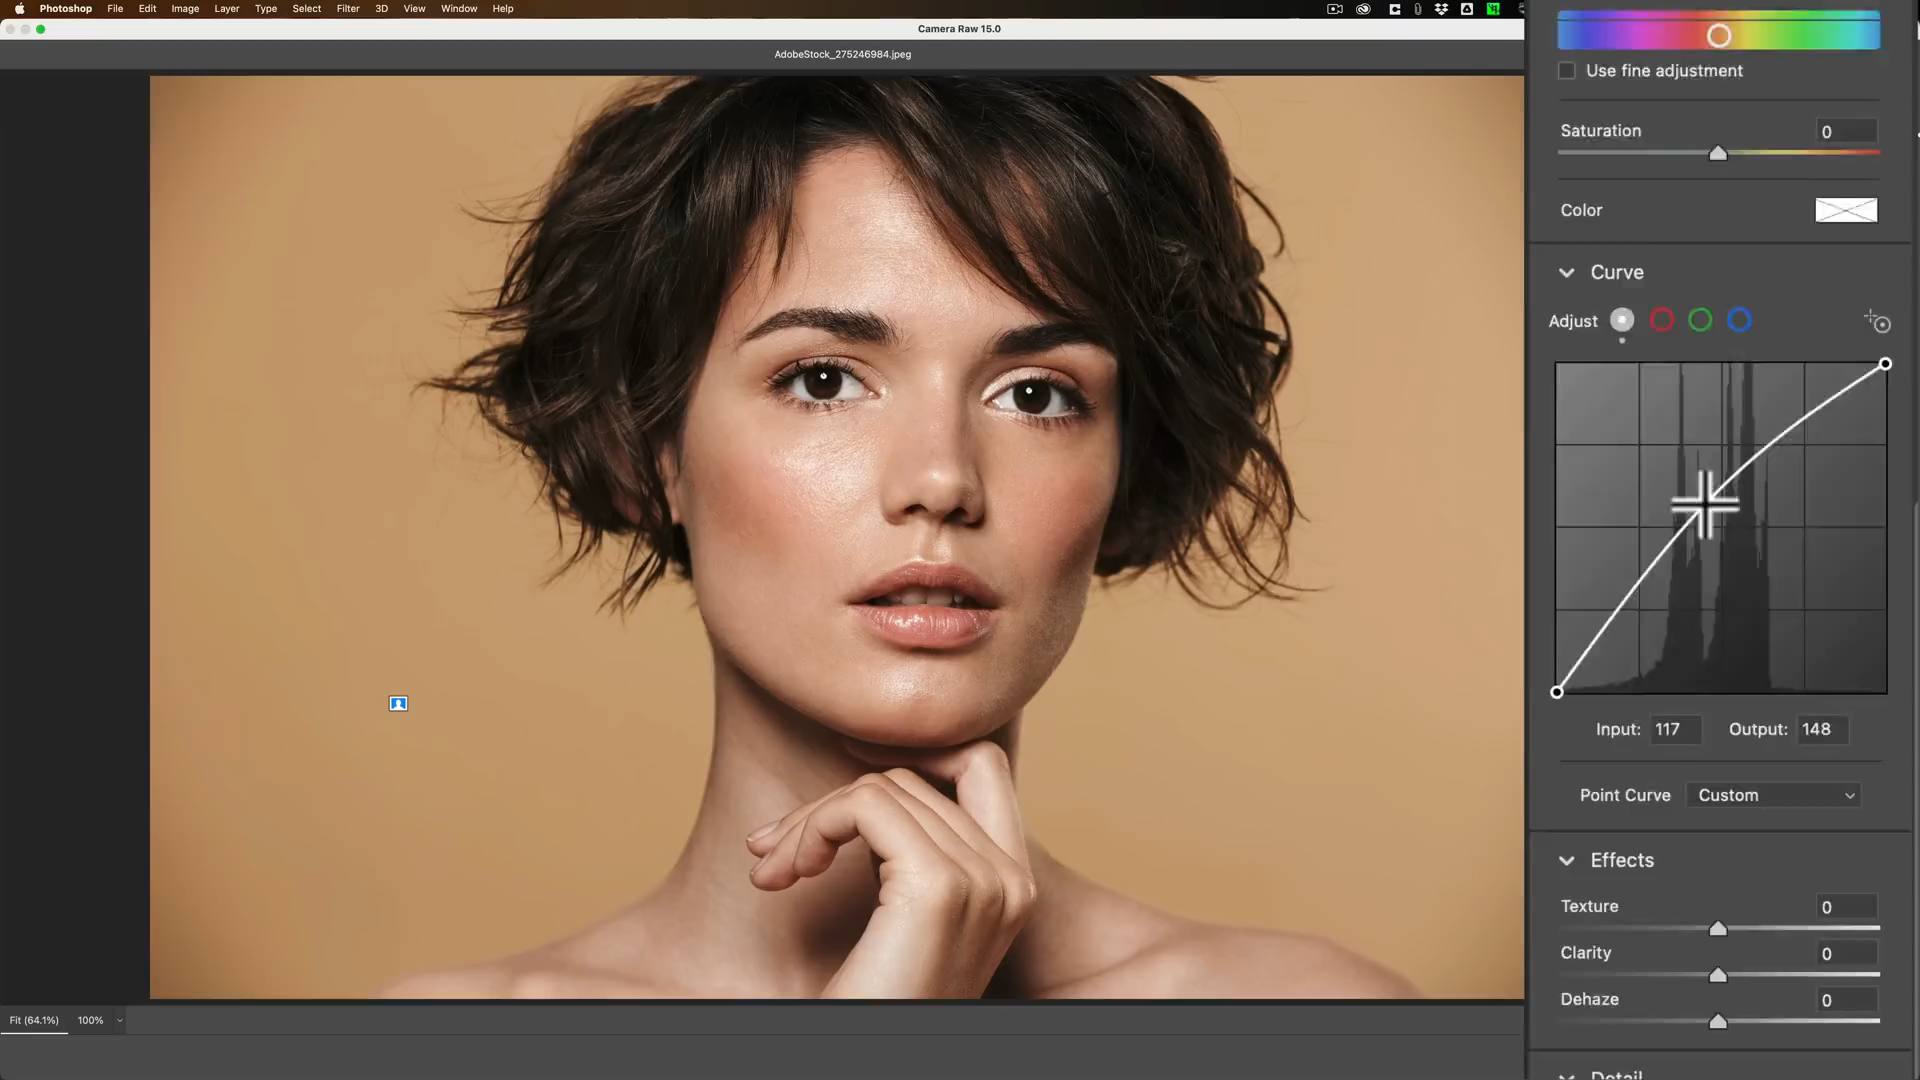 Photoshop File Edit Image Layer Type Select Filter 3D View Window Help
Camera Raw 15.0
AdobeStock_275246984.jpeg
Use fine adjustment
Saturation 0
Color
Curve
Adjust
Input: 117 Output: 148
Point Curve Custom
Effects
Texture 0
Clarity 0
Dehaze 0
Fit (64.1%) 100%
Detail